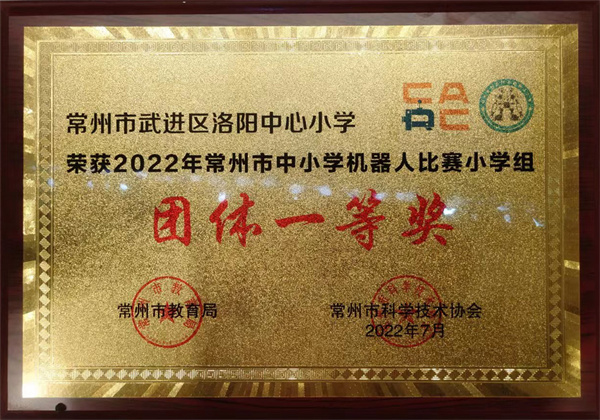 常州市武进区洛阳中心小学
荣获2022年常州市中小学机器人比赛小学组
团体一等奖
常州市教育局
常州市科学技术协会
2022年7月